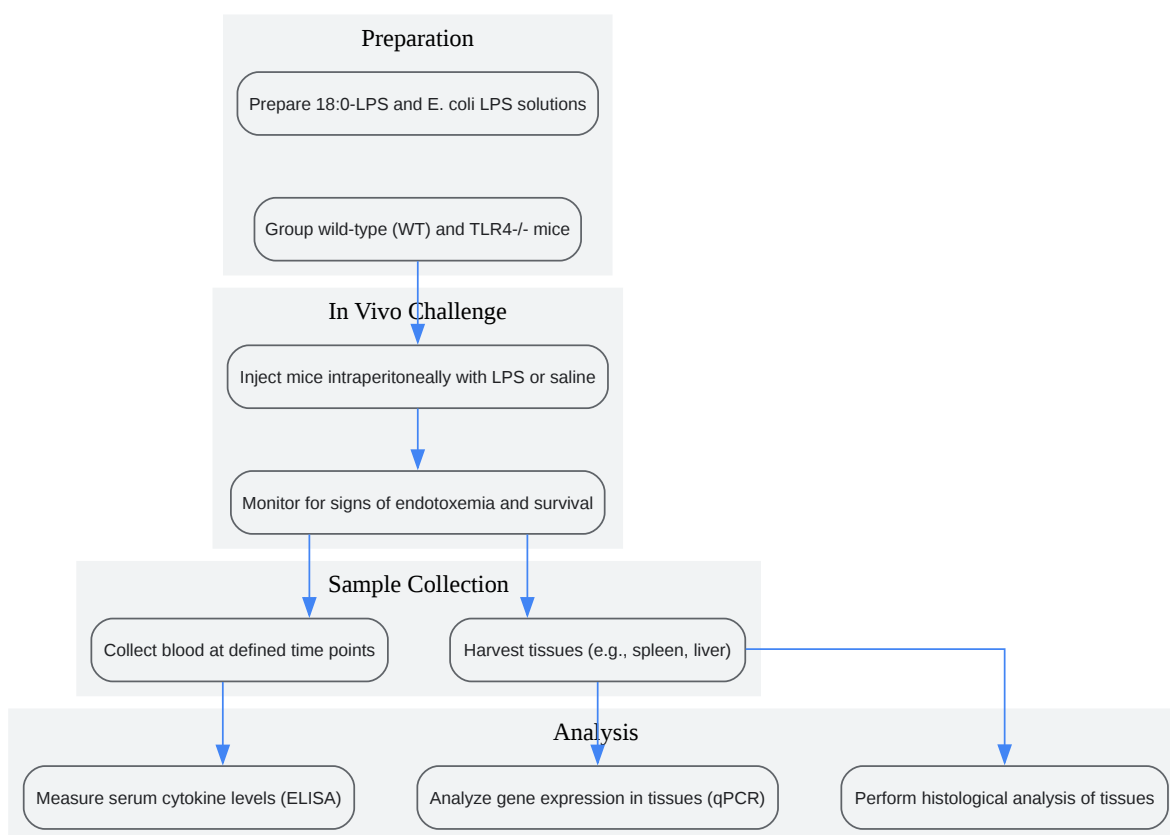 Preparation
Prepare 18:0-LPS and E. coli LPS solutions
Group wild-type (WT) and TLR4-/- mice
In Vivo Challenge
Inject mice intraperitoneally with LPS or saline
Monitor for signs of endotoxemia and survival
Sample Collection
Collect blood at defined time points
Harvest tissues (e.g., spleen, liver)
Analysis
Measure serum cytokine levels (ELISA)
Analyze gene expression in tissues (qPCR)
Perform histological analysis of tissues